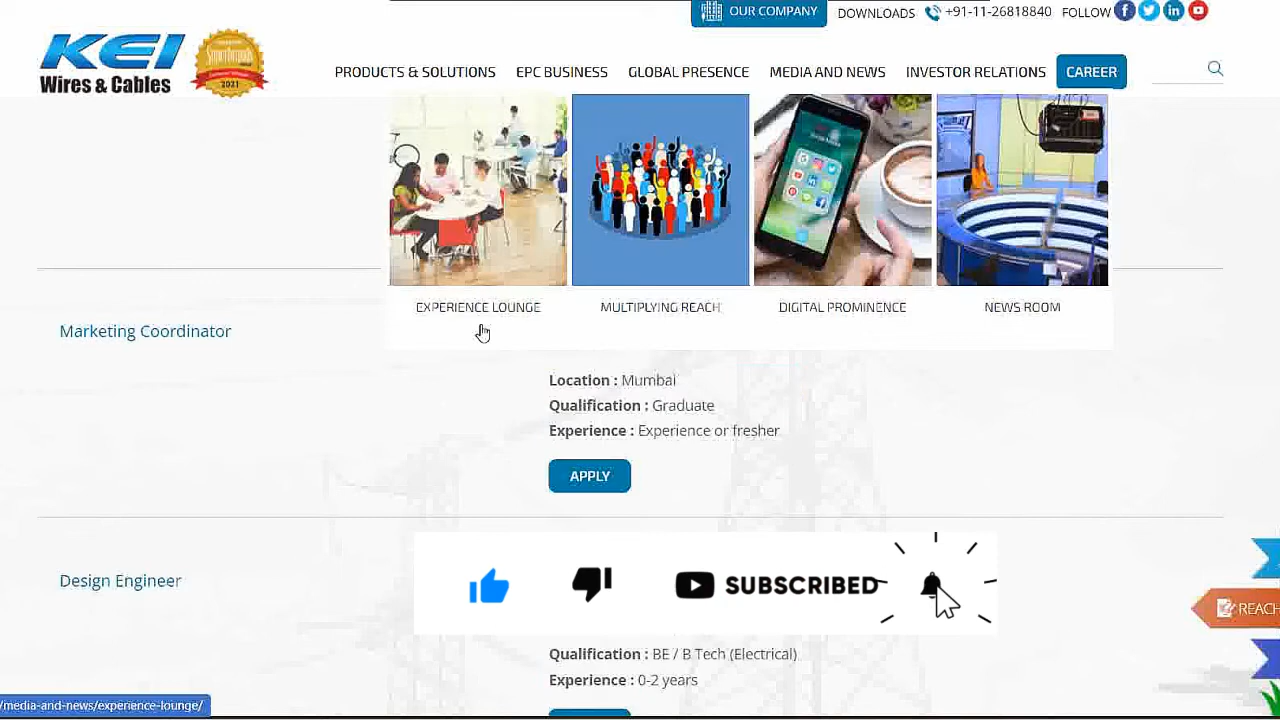 OUR COMPANY
DOWNLOADS
+91-11-26818840
FOLLOW
KEI
Wires & Cables
2021
PRODUCTS & SOLUTIONS
EPC BUSINESS
GLOBAL PRESENCE
MEDIA AND NEWS
INVESTOR RELATIONS
CAREER
EXPERIENCE LOUNGE
MULTIPLYING REACH
DIGITAL PROMINENCE
NEWS ROOM
Marketing Coordinator
Location : Mumbai
Qualification : Graduate
Experience : Experience or fresher
APPLY
Design Engineer
SUBSCRIBED
REACH
Qualification : BE / B Tech (Electrical)
Experience : 0-2 years
/media-and-news/experience-lounge/